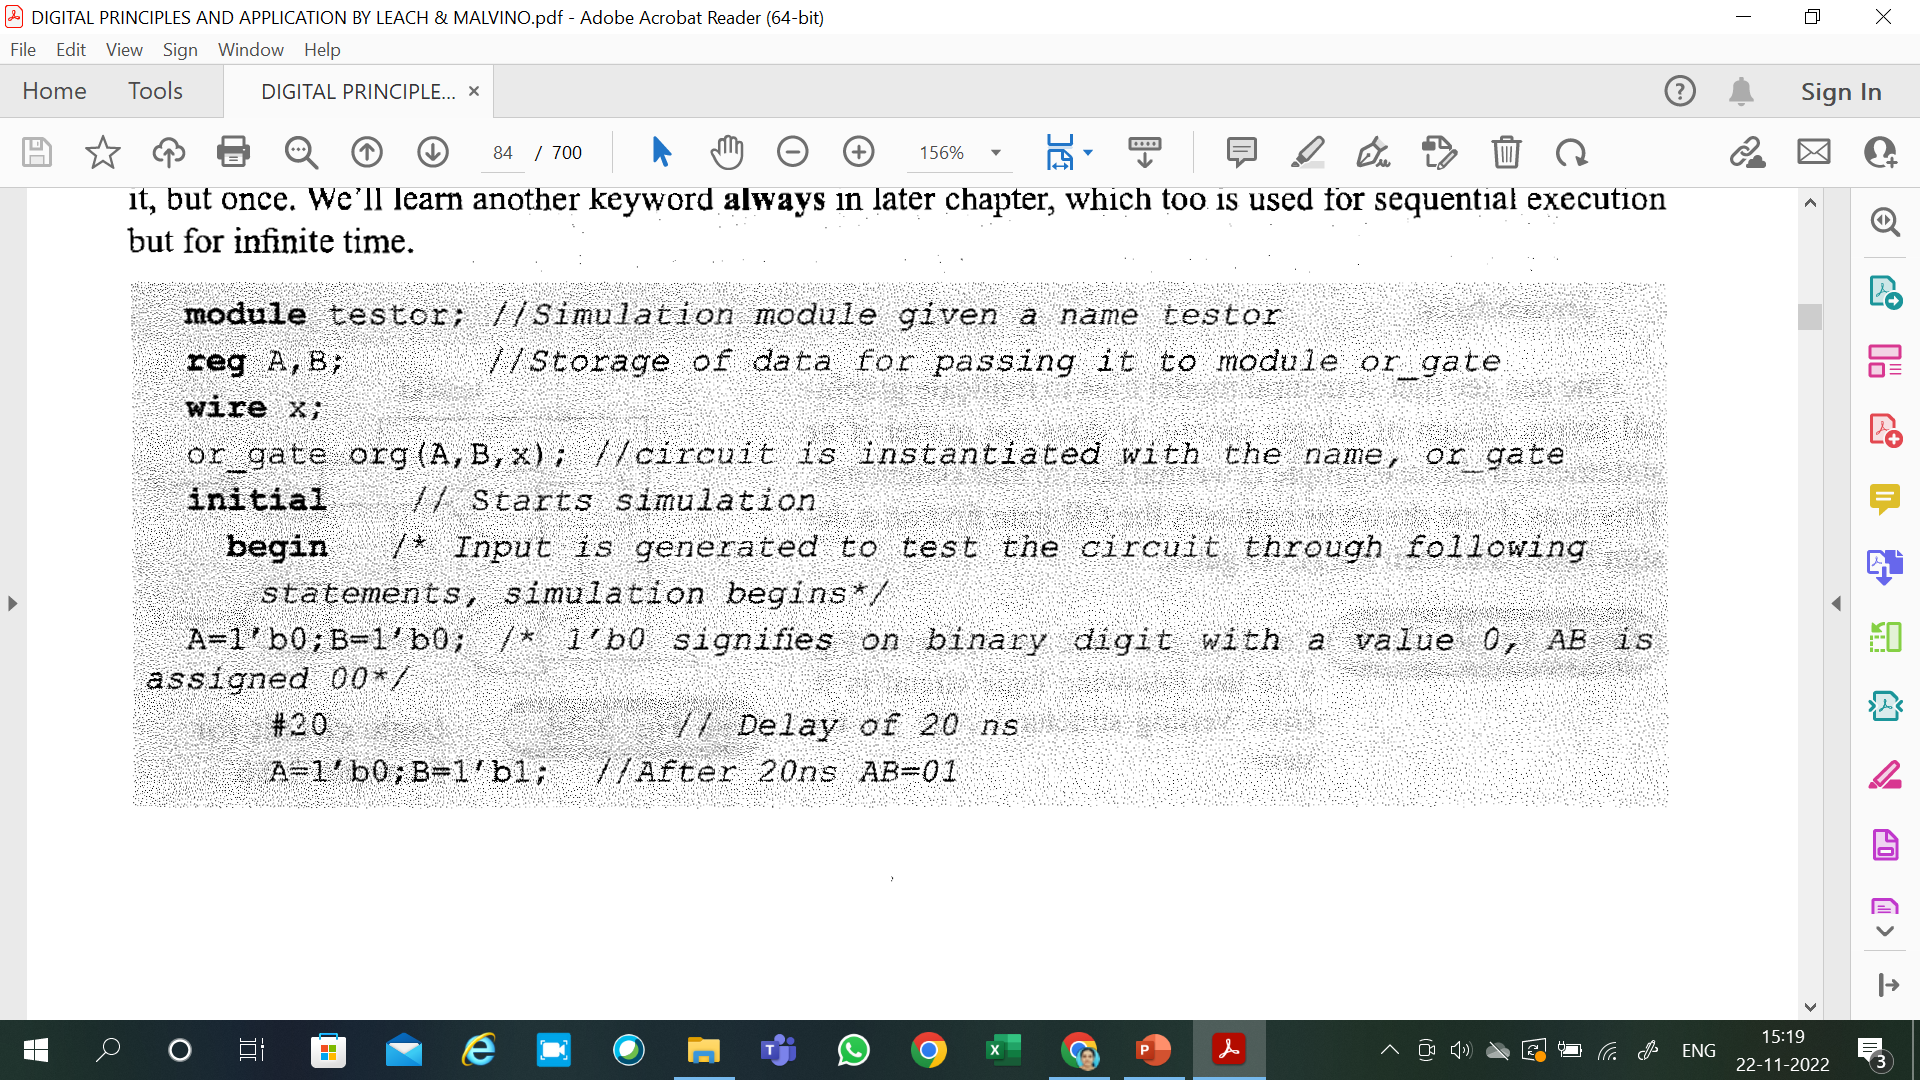 DIGITAL PRINCIPLES AND APPLICATION BY LEACH & MALVINO.pdf - Adobe Acrobat Reader (64-bit)
File Edit View Sign Window Help
Home Tools DIGITAL PRINCIPLE... × Sign In
84 / 700 156%
it, but once. We'll learn another keyword always in later chapter, which too is used for sequential execution
but for infinite time.
module testor; //Simulation module given a name testor
reg A,B; //Storage of data for passing it to module or_gate
wire x;
or_gate org(A,B,x); //circuit is instantiated with the name, or_gate
initial // Starts simulation
begin /* Input is generated to test the circuit through following
statements, simulation begins*/
A=1'b0;B=1'b0; /* 1'b0 signifies on binary digit with a value 0, AB is
assigned 00*/
#20 // Delay of 20 ns
A=1'b0;B=1'b1; //After 20ns AB=01
ENG
15:19
22-11-2022
3